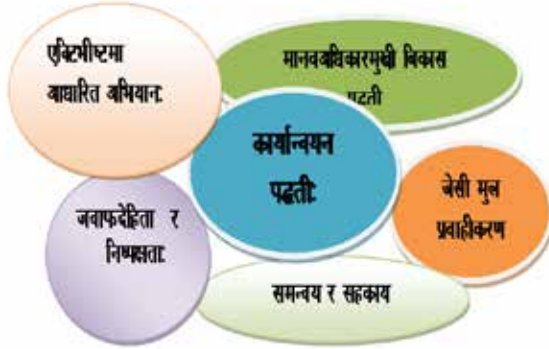 एक्टिभीष्टमा
आधारित अभियानः
मानवअधिकारमुखी बिकास
पद्दती
कार्यान्वयन
पद्धतीः
जेसी मुल
प्रवाहीकरण
जवाफदेहिता र
निष्पक्षताः
समन्वय र सहकाय